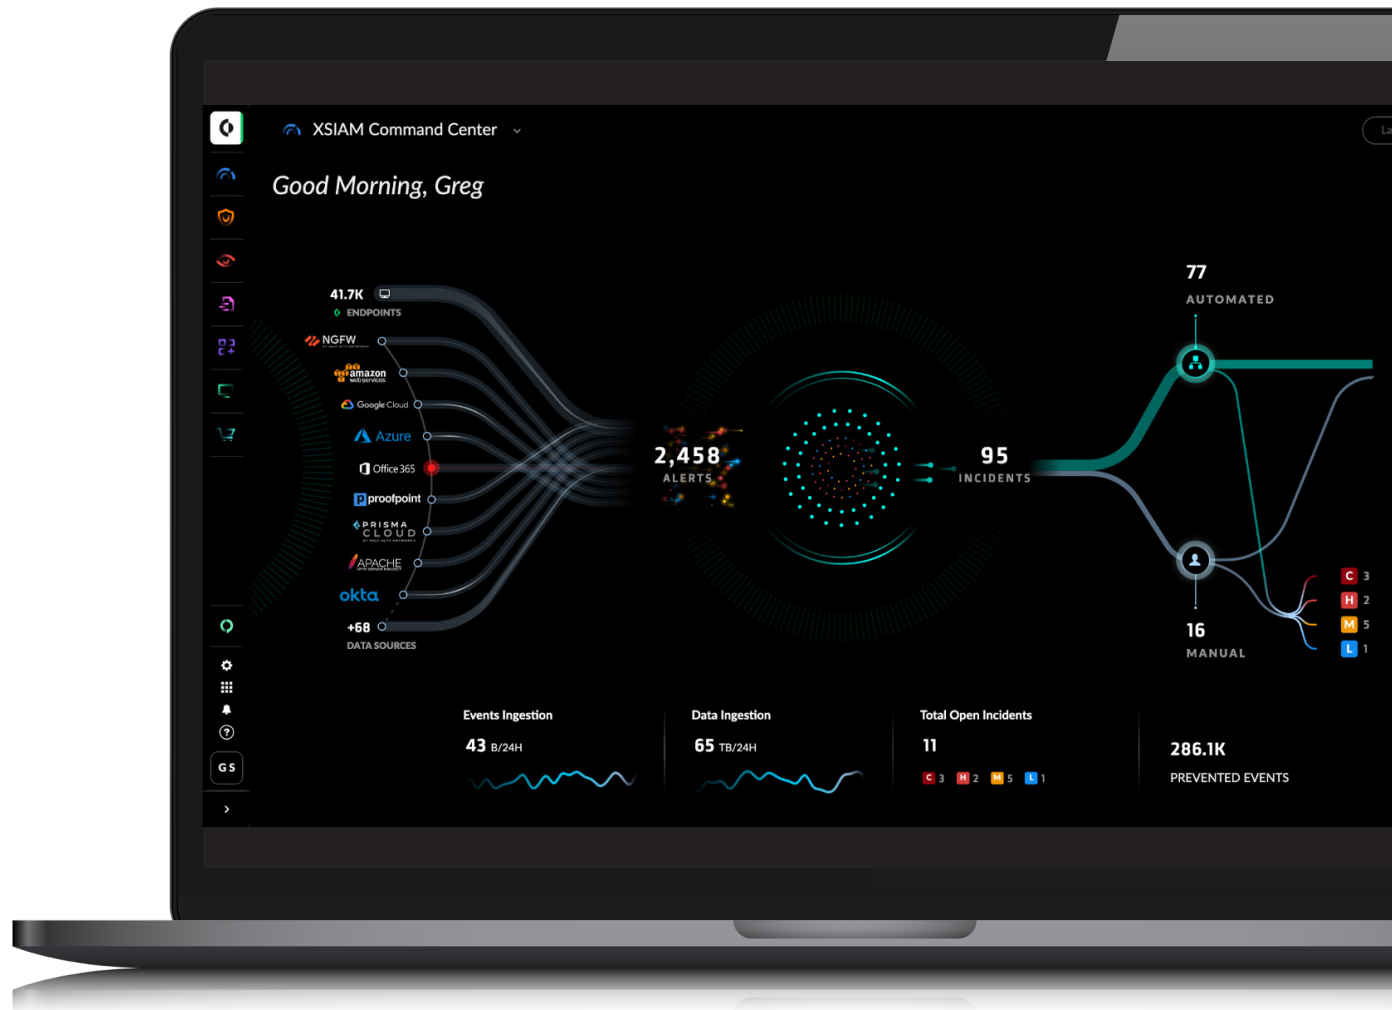 XSIAM Command Center
La
Good Morning, Greg
41.7K
ENDPOINTS
NGFW
amazon
web services
Google Cloud
Azure
Office 365
proofpoint
PRISMA
CLOUD
APACHE
okta
+68
DATA SOURCES
2,458
ALERTS
95
INCIDENTS
77
AUTOMATED
16
MANUAL
C 3
H 2
M 5
L 1
GS
Events Ingestion
43 B/24H
Data Ingestion
65 TB/24H
Total Open Incidents
11
C 3 H 2 M 5 L 1
286.1K
PREVENTED EVENTS